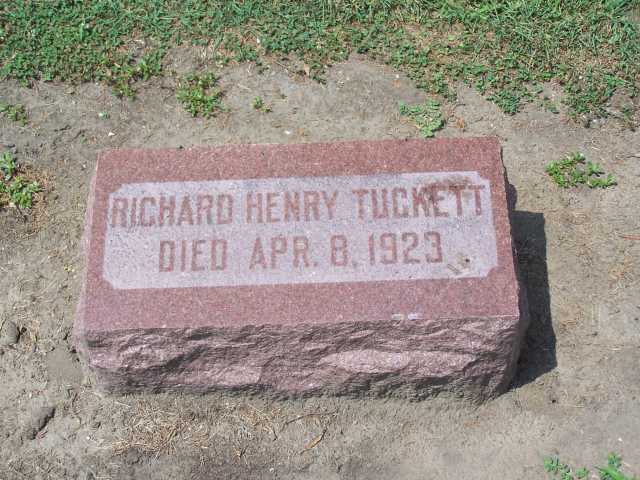 RICHARD HENRY TUCKETT
DIED APR. 8, 1923